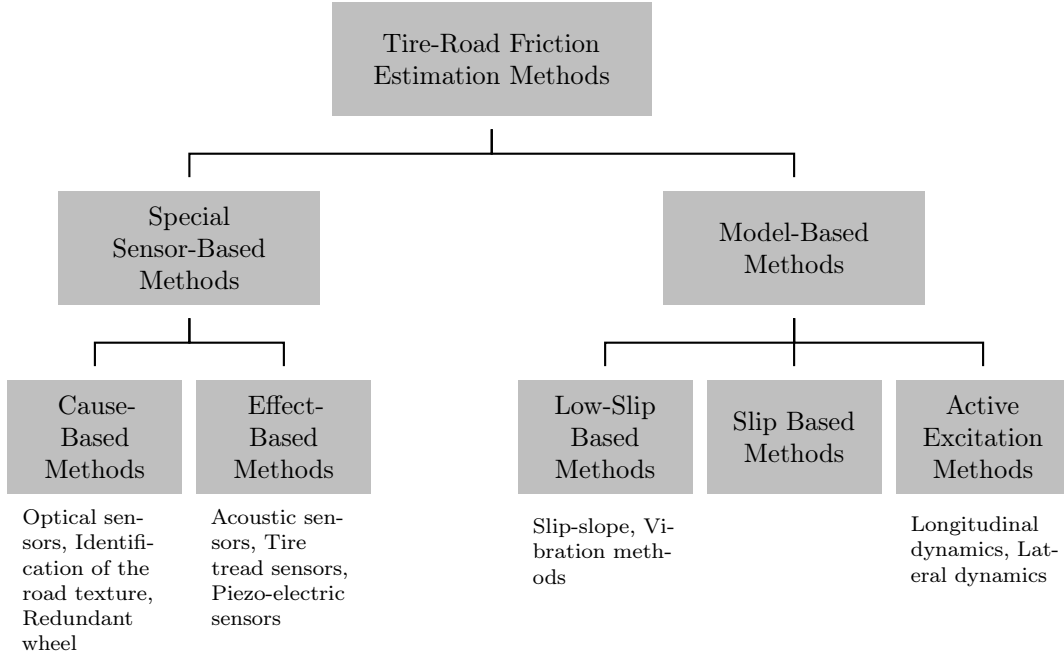 Tire-Road Friction
Estimation Methods
Special
Sensor-Based
Methods
Model-Based
Methods
Cause-
Based
Methods
Effect-
Based
Methods
Low-Slip
Based
Methods
Slip Based
Methods
Active
Excitation
Methods
Optical sen-
sors, Identifi-
cation of the
road texture,
Redundant
wheel
Acoustic sen-
sors, Tire
tread sensors,
Piezo-electric
sensors
Slip-slope, Vi-
bration meth-
ods
Longitudinal
dynamics, Lat-
eral dynamics